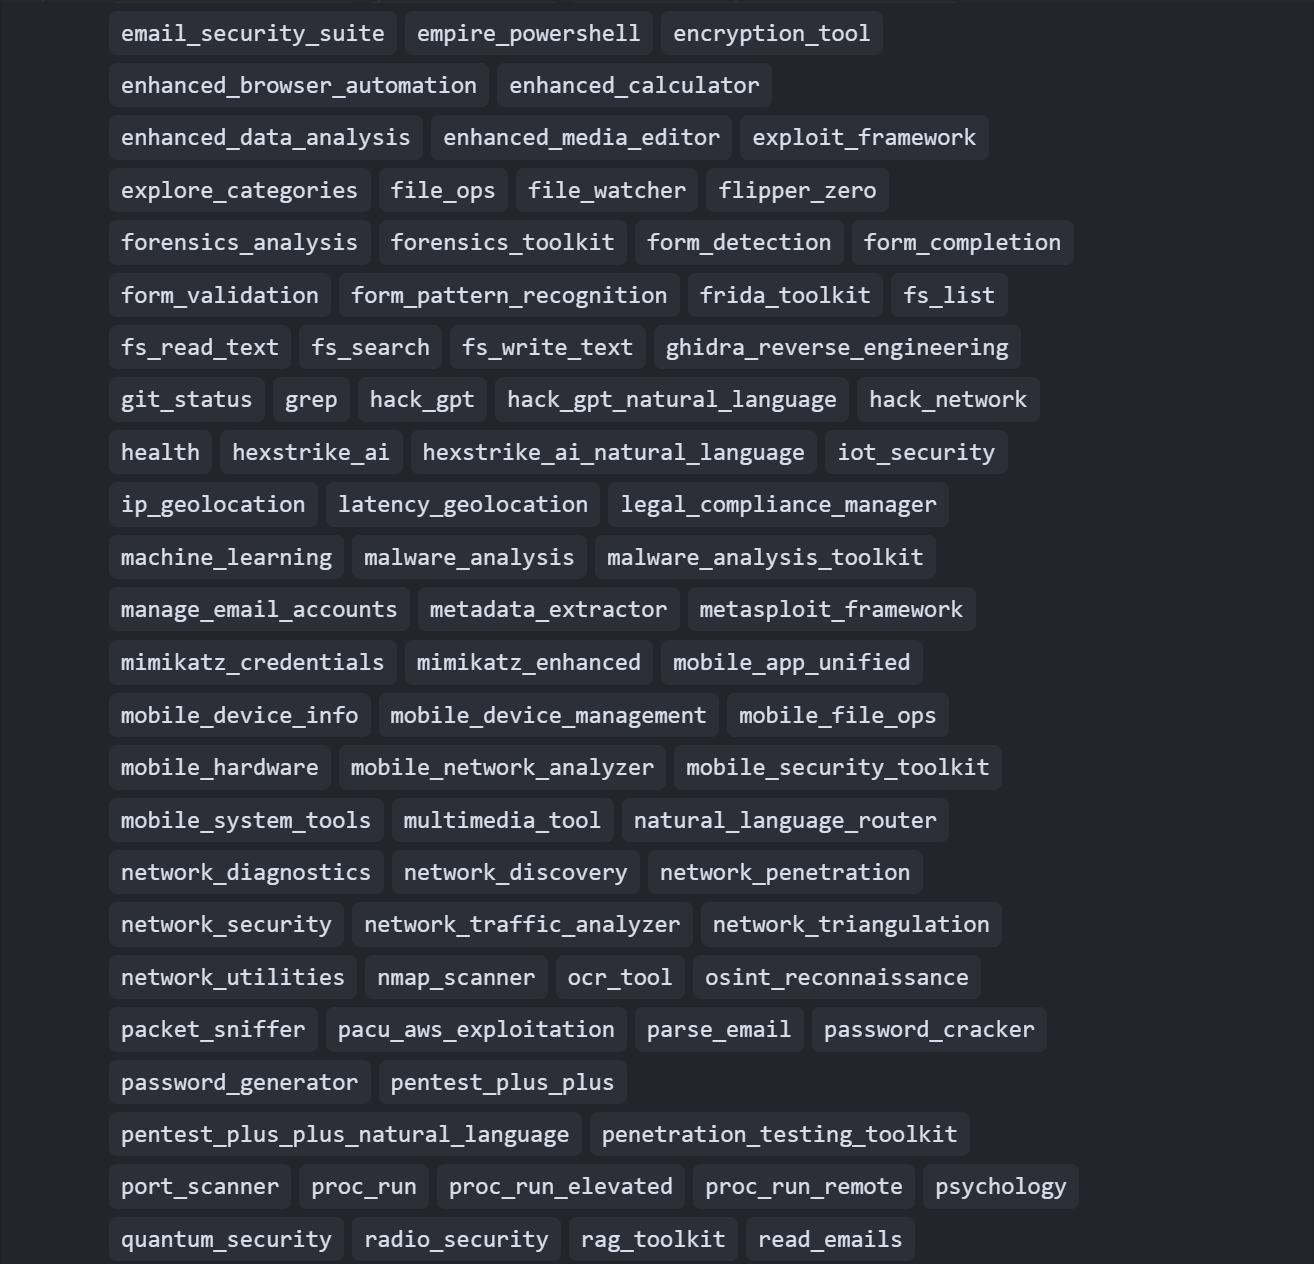 email_security_suite empire_powershell encryption_tool
enhanced_browser_automation enhanced_calculator
enhanced_data_analysis enhanced_media_editor exploit_framework
explore_categories file_ops file_watcher flipper_zero
forensics_analysis forensics_toolkit form_detection form_completion
form_validation form_pattern_recognition frida_toolkit fs_list
fs_read_text fs_search fs_write_text ghidra_reverse_engineering
git_status grep hack_gpt hack_gpt_natural_language hack_network
health hexstrike_ai hexstrike_ai_natural_language iot_security
ip_geolocation latency_geolocation legal_compliance_manager
machine_learning malware_analysis malware_analysis_toolkit
manage_email_accounts metadata_extractor metasploit_framework
mimikatz_credentials mimikatz_enhanced mobile_app_unified
mobile_device_info mobile_device_management mobile_file_ops
mobile_hardware mobile_network_analyzer mobile_security_toolkit
mobile_system_tools multimedia_tool natural_language_router
network_diagnostics network_discovery network_penetration
network_security network_traffic_analyzer network_triangulation
network_utilities nmap_scanner ocr_tool osint_reconnaissance
packet_sniffer pacu_aws_exploitation parse_email password_cracker
password_generator pentest_plus_plus
pentest_plus_plus_natural_language penetration_testing_toolkit
port_scanner proc_run proc_run_elevated proc_run_remote psychology
quantum_security radio_security rag_toolkit read_emails